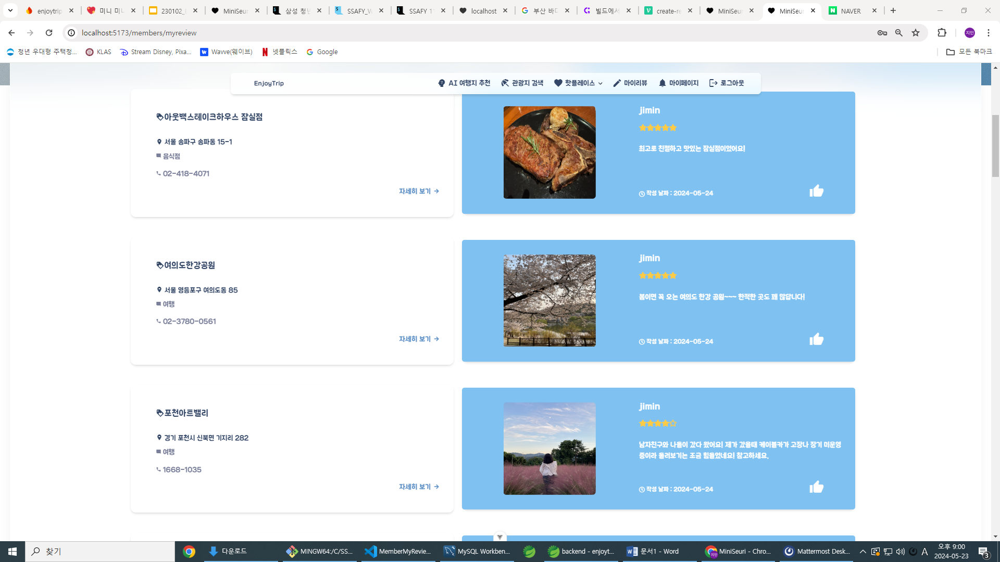 enjoytrip
미니 미니
230102_
MiniSeur
삼성 청년
SSAFY_W
SSAFY 1
localhost
부산 바다
빌드에서
create-re
MiniSeur
MiniSeur
NAVER
localhost:5173/members/myreview
지민
청년 우대형 주택청...
KLAS
Stream Disney, Pixa...
Wavve(웨이브)
넷플릭스
Google
모든 북마크
EnjoyTrip
AI 여행지 추천
관광지 검색
핫플레이스
마이리뷰
마이페이지
로그아웃
아웃백스테이크하우스 잠실점
서울 송파구 송파동 15-1
음식점
02-418-4071
자세히 보기 →
jimin
최고로 친절하고 맛있는 잠실점이었어요!
작성 날짜 : 2024-05-24
여의도한강공원
서울 영등포구 여의도동 85
여행
02-3780-0561
자세히 보기 →
jimin
봄이면 꼭 오는 여의도 한강 공원~~~ 한적한 곳도 꽤 많답니다!
작성 날짜 : 2024-05-24
포천아트밸리
경기 포천시 신북면 기지리 282
여행
1668-1035
자세히 보기 →
jimin
남자친구와 나들이 갔다 왔어요! 제가 갔을때 케이블카가 고장나 장기 미운영
중이라 둘러보기는 조금 힘들었네요! 참고하세요.
작성 날짜 : 2024-05-24
찾기
다운로드
MINGW64:/C/SS...
MemberMyRevie...
MySQL Workben...
backend - enjoyt...
문서1 - Word
MiniSeuri - Chro...
Mattermost Desk...
A
오후 9:00
2024-05-23
3